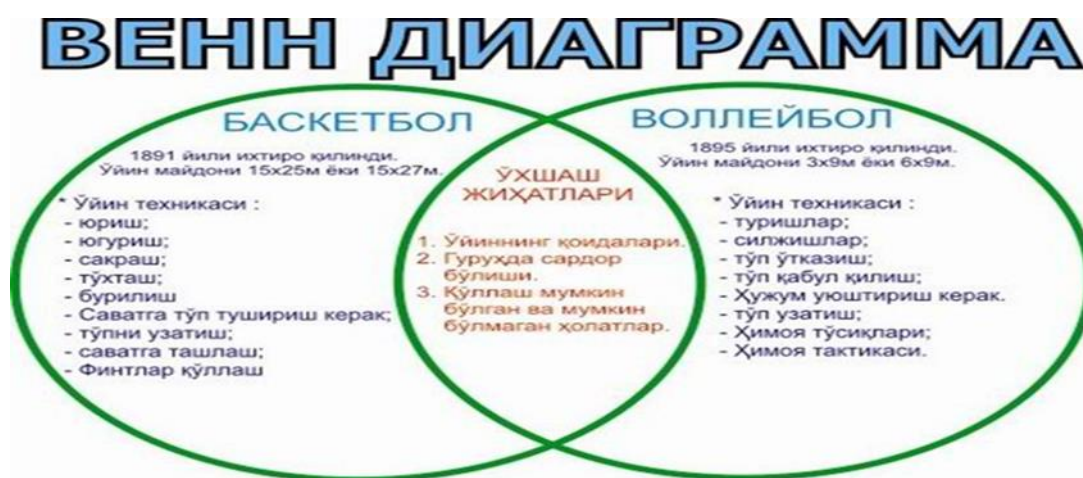 ВЕНН ДИАГРАММА
БАСКЕТБОЛ
1891 йили ихтиро қилинди.
Ўйин майдони 15x25м ёки 15x27м.
* Ўйин техникаси :
- юриш;
- югуриш;
- сакраш;
- тўхташ;
- бурилиш
- Саватга тўп тушириш керак;
- тўпни узатиш;
- саватга ташлаш;
- Финтлар қўллаш
ЎХШАШ
ЖИҲАТЛАРИ
1. Ўйиннинг қоидалари.
2. Гуруҳда сардор
бўлиши.
3. Қўллаш мумкин
бўлган ва мумкин
бўлмаган ҳолатлар.
ВОЛЛЕЙБОЛ
1895 йили ихтиро қилинди.
Ўйин майдони 3x9м ёки 6x9м.
* Ўйин техникаси :
- туришлар;
- силжишлар;
- тўп ўтказиш;
- тўп қабул қилиш;
- Ҳужум уюштириш керак.
- тўп узатиш;
- Ҳимоя тўсиқлари;
- Ҳимоя тактикаси.